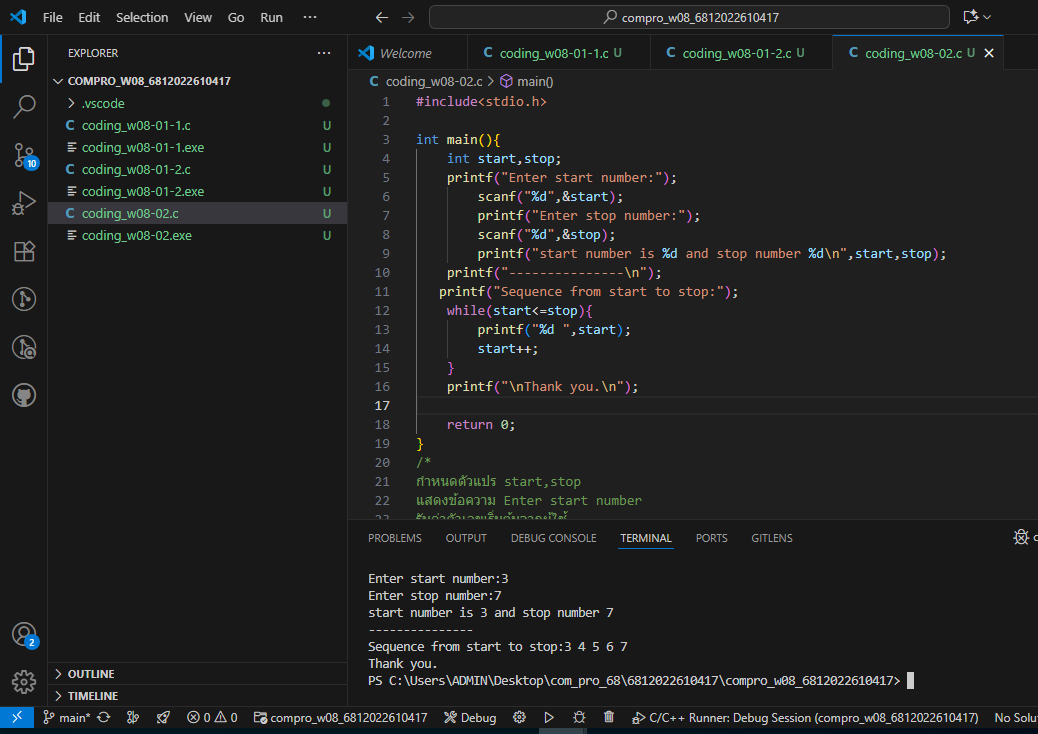 File Edit Selection View Go Run ··· compro_w08_6812022610417
EXPLORER ···
COMPRO_W08_6812022610417
.vscode
C coding_w08-01-1.c U
coding_w08-01-1.exe U
C coding_w08-01-2.c U
coding_w08-01-2.exe U
C coding_w08-02.c U
coding_w08-02.exe U
10
2
OUTLINE
TIMELINE
Welcome C coding_w08-01-1.c U C coding_w08-01-2.c U C coding_w08-02.c U
C coding_w08-02.c > main()
1 #include<stdio.h>
2
3 int main(){
4 int start,stop;
5 printf("Enter start number:");
6 scanf("%d",&start);
7 printf("Enter stop number:");
8 scanf("%d",&stop);
9 printf("start number is %d and stop number %d\n",start,stop);
10 printf("---------------\n");
11 printf("Sequence from start to stop:");
12 while(start<=stop){
13 printf("%d ",start);
14 start++;
15 }
16 printf("\nThank you.\n");
17
18 return 0;
19 }
20 /*
21 กำหนดตัวแปร start,stop
22 แสดงข้อความ Enter start number
PROBLEMS OUTPUT DEBUG CONSOLE TERMINAL PORTS GITLENS
Enter start number:3
Enter stop number:7
start number is 3 and stop number 7
---------------
Sequence from start to stop:3 4 5 6 7
Thank you.
PS C:\Users\ADMIN\Desktop\com_pro_68\6812022610417\compro_w08_6812022610417>
main* 0 0 compro_w08_6812022610417 Debug C/C++ Runner: Debug Session (compro_w08_6812022610417) No Solu